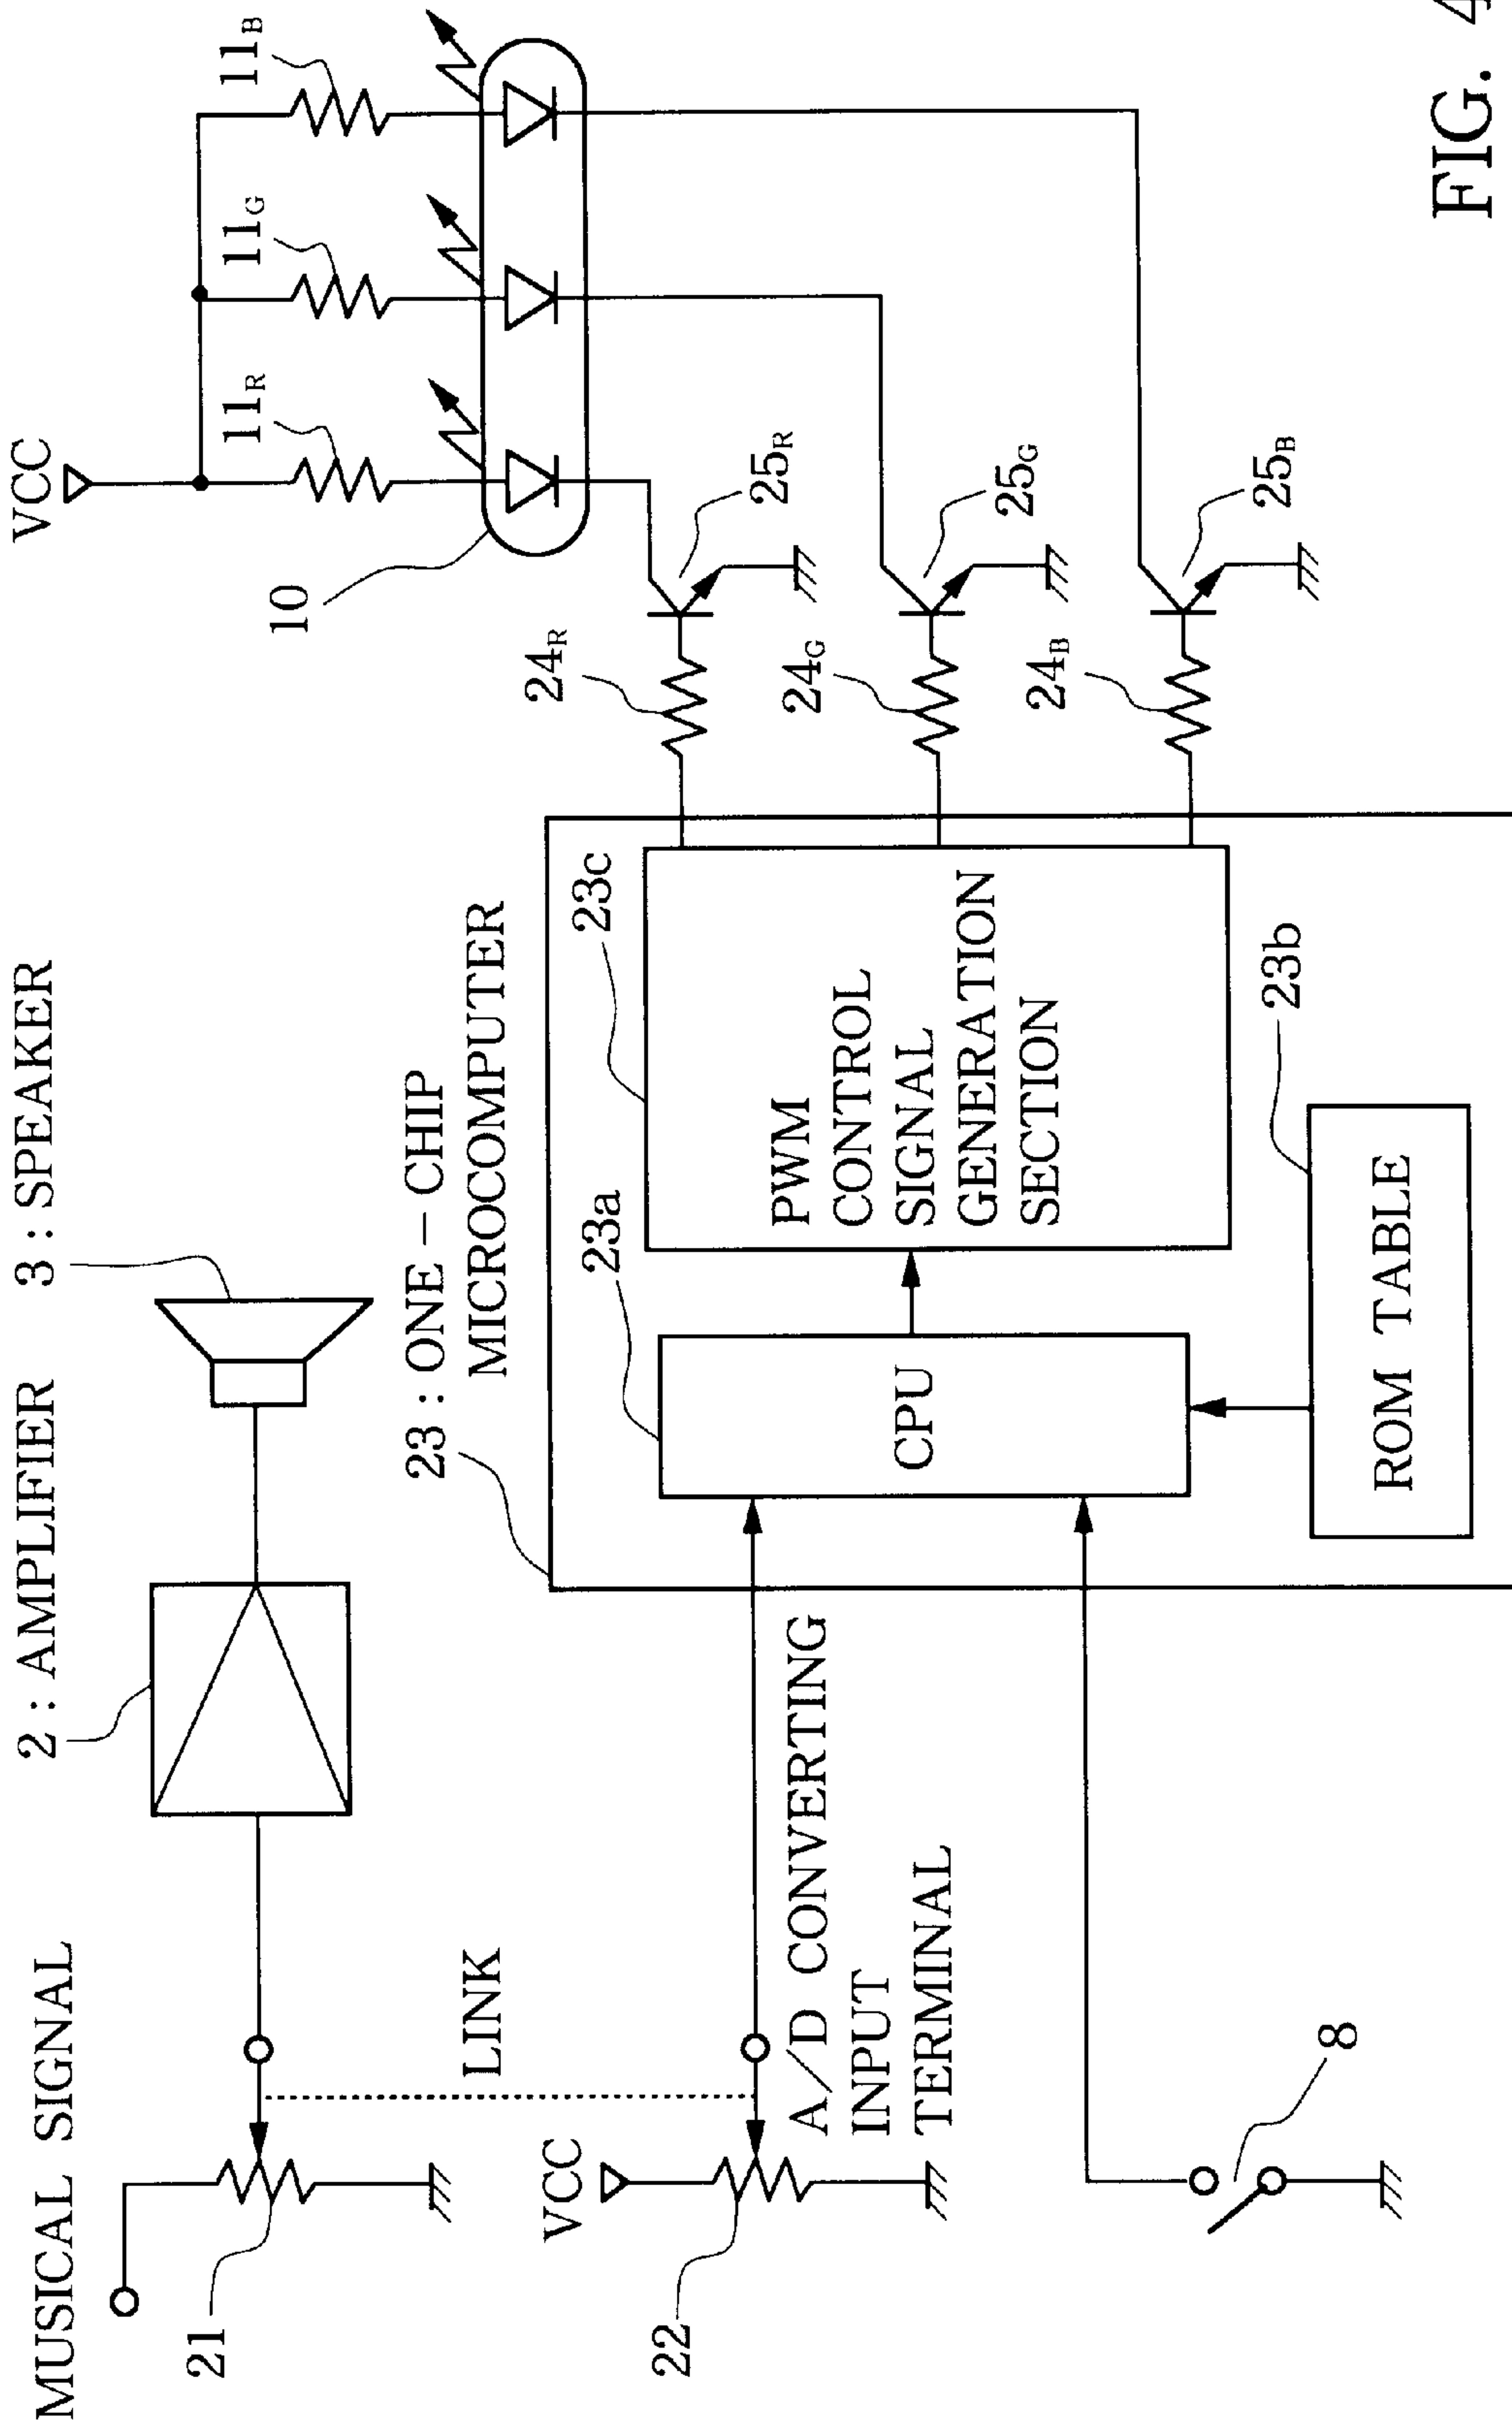 MUSICAL SIGNAL
2 : AMPLIFIER
3 : SPEAKER
21
LINK
VCC
22
A/D CONVERTING
INPUT
TERMINAL
8
23 : ONE－CHIP
MICROCOMPUTER
23a
CPU
23c
PWM
CONTROL
SIGNAL
GENERATION
SECTION
23b
ROM TABLE
VCC
11R
11G
11B
10
24R
25R
24G
25G
24B
25B
FIG. 4